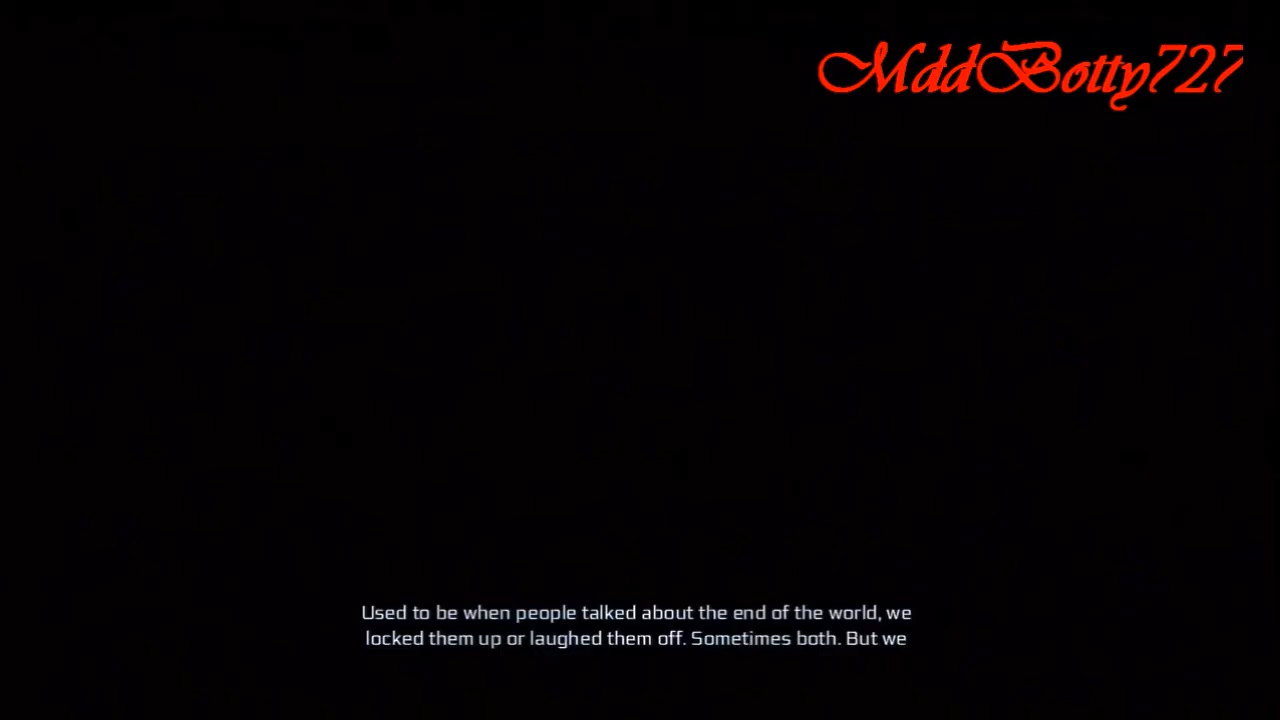 MddBotty727
Used to be when people talked about the end of the world, we
locked them up or laughed them off. Sometimes both. But we